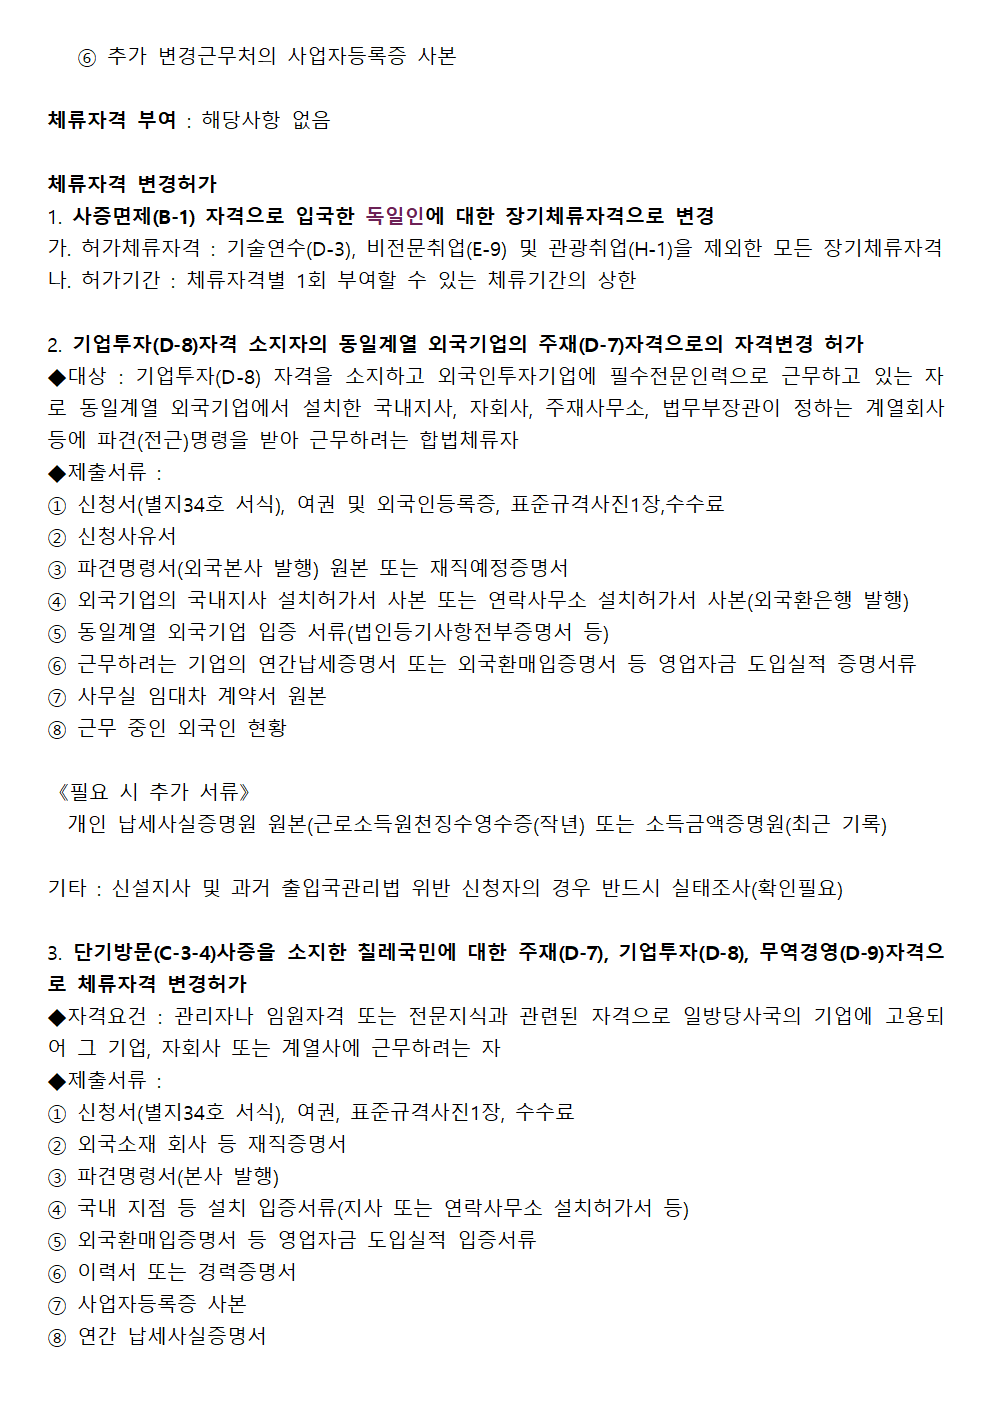 ⑥ 추가 변경근무처의 사업자등록증 사본
체류자격 부여 : 해당사항 없음
체류자격 변경허가
1. 사증면제(B-1) 자격으로 입국한 독일인에 대한 장기체류자격으로 변경
가. 허가체류자격 : 기술연수(D-3), 비전문취업(E-9) 및 관광취업(H-1)을 제외한 모든 장기체류자격
나. 허가기간 : 체류자격별 1회 부여할 수 있는 체류기간의 상한
2. 기업투자(D-8)자격 소지자의 동일계열 외국기업의 주재(D-7)자격으로의 자격변경 허가
◆대상 : 기업투자(D-8) 자격을 소지하고 외국인투자기업에 필수전문인력으로 근무하고 있는 자
로 동일계열 외국기업에서 설치한 국내지사, 자회사, 주재사무소, 법무부장관이 정하는 계열회사
등에 파견(전근)명령을 받아 근무하려는 합법체류자
◆제출서류 :
① 신청서(별지34호 서식), 여권 및 외국인등록증, 표준규격사진1장,수수료
② 신청사유서
③ 파견명령서(외국본사 발행) 원본 또는 재직예정증명서
④ 외국기업의 국내지사 설치허가서 사본 또는 연락사무소 설치허가서 사본(외국환은행 발행)
⑤ 동일계열 외국기업 입증 서류(법인등기사항전부증명서 등)
⑥ 근무하려는 기업의 연간납세증명서 또는 외국환매입증명서 등 영업자금 도입실적 증명서류
⑦ 사무실 임대차 계약서 원본
⑧ 근무 중인 외국인 현황
《필요 시 추가 서류》
개인 납세사실증명원 원본(근로소득원천징수영수증(작년) 또는 소득금액증명원(최근 기록)
기타 : 신설지사 및 과거 출입국관리법 위반 신청자의 경우 반드시 실태조사(확인필요)
3. 단기방문(C-3-4)사증을 소지한 칠레국민에 대한 주재(D-7), 기업투자(D-8), 무역경영(D-9)자격으
로 체류자격 변경허가
◆자격요건 : 관리자나 임원자격 또는 전문지식과 관련된 자격으로 일방당사국의 기업에 고용되
어 그 기업, 자회사 또는 계열사에 근무하려는 자
◆제출서류 :
① 신청서(별지34호 서식), 여권, 표준규격사진1장, 수수료
② 외국소재 회사 등 재직증명서
③ 파견명령서(본사 발행)
④ 국내 지점 등 설치 입증서류(지사 또는 연락사무소 설치허가서 등)
⑤ 외국환매입증명서 등 영업자금 도입실적 입증서류
⑥ 이력서 또는 경력증명서
⑦ 사업자등록증 사본
⑧ 연간 납세사실증명서